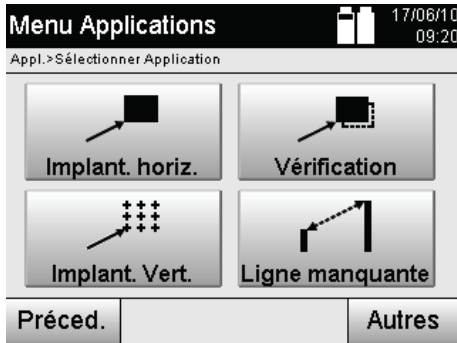 Menu Applications
17/06/10
09:20
Appl.>Sélectionner Application
Implant. horiz.
Vérification
Implant. Vert.
Ligne manquante
Préced.
Autres